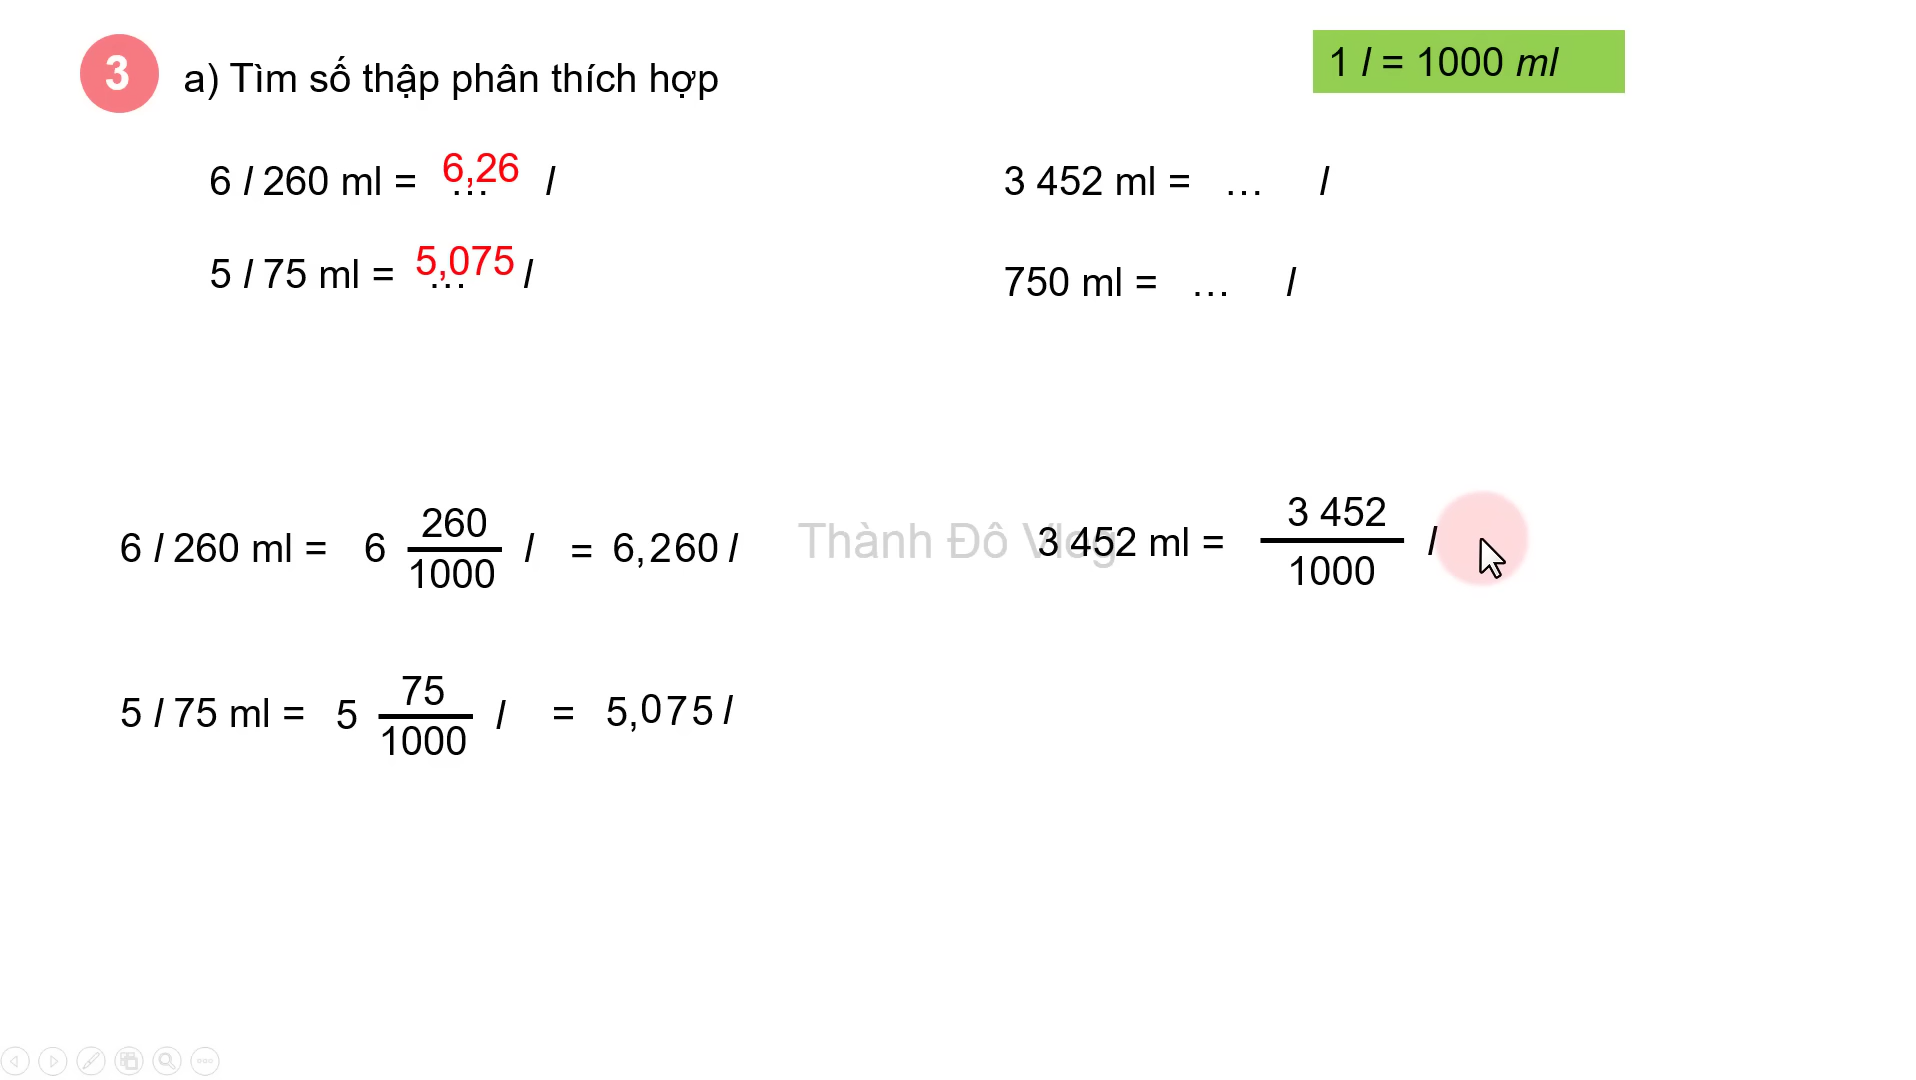 3
a) Tìm số thập phân thích hợp
1 l = 1000 ml
6 l 260 ml = 6,26 ... l
3 452 ml = ... l
5 l 75 ml = 5,075 ... l
750 ml = ... l
6 l 260 ml = 6 260/1000 l = 6,260 l
Thành Đô Vlog
3 452 ml = 3 452/1000 l
5 l 75 ml = 5 75/1000 l = 5,075 l